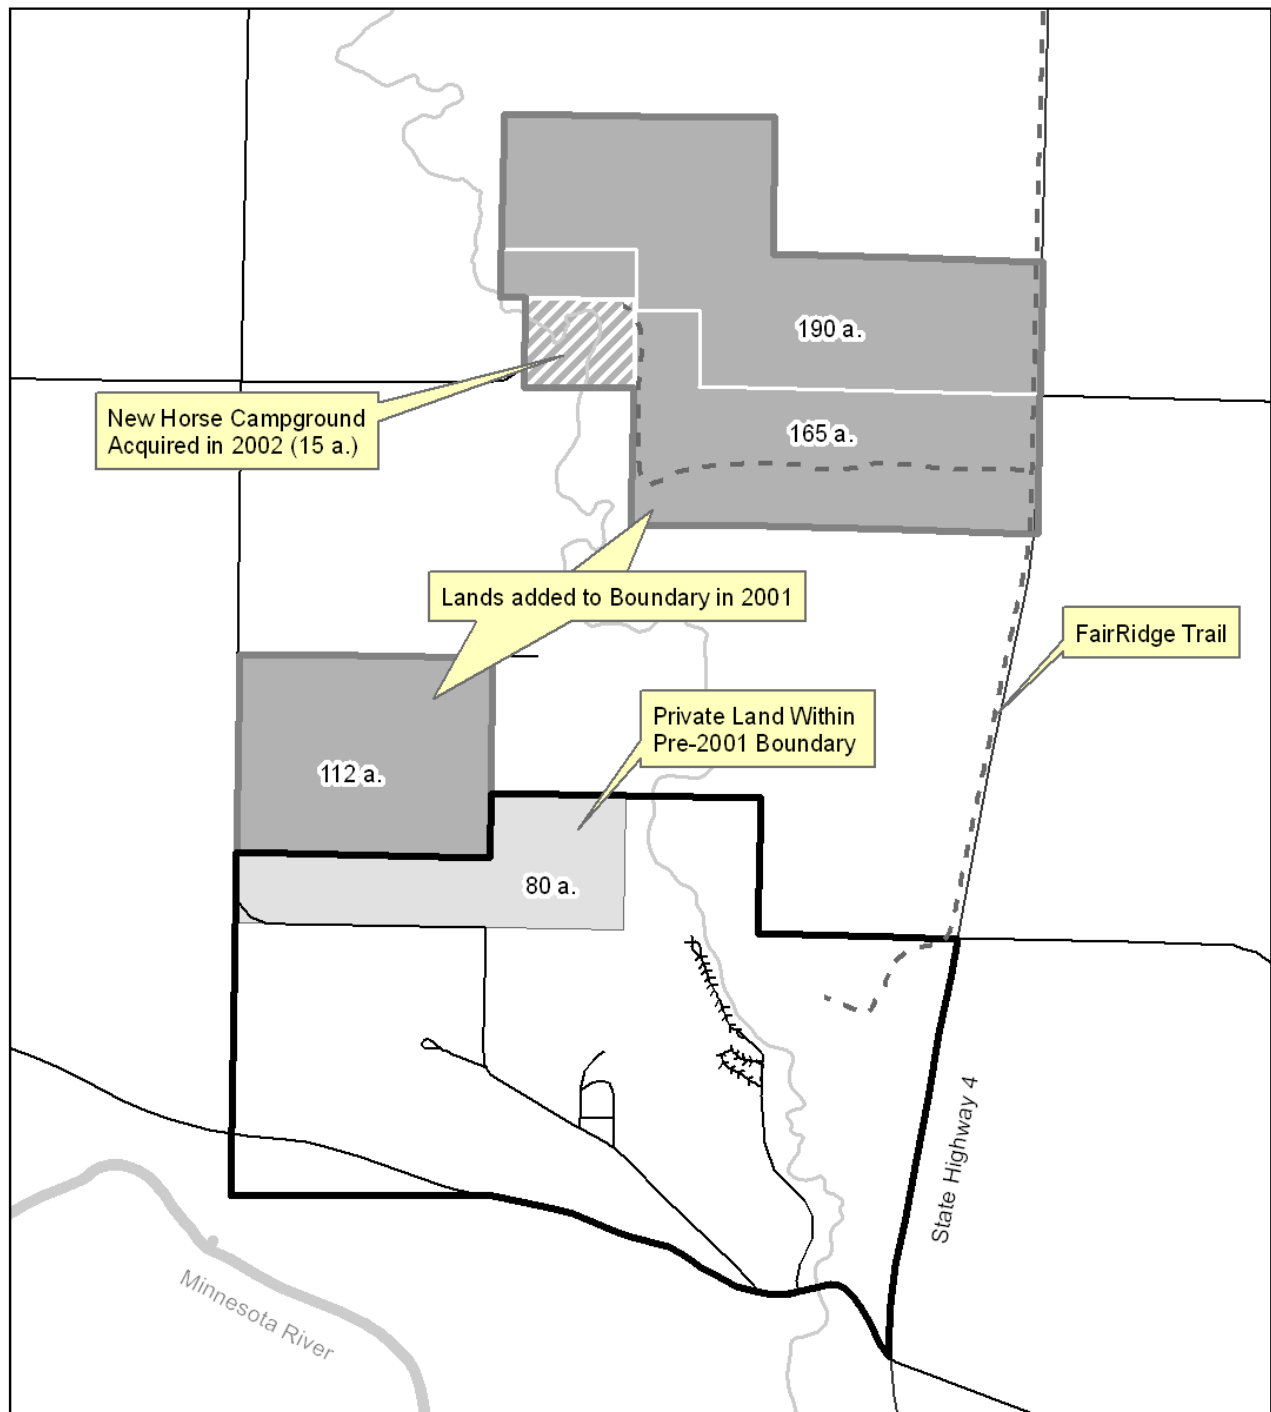 190 a.
New Horse Campground
Acquired in 2002 (15 a.)
165 a.
Lands added to Boundary in 2001
FairRidge Trail
Private Land Within
Pre-2001 Boundary
112 a.
80 a.
State Highway 4
Minnesota River